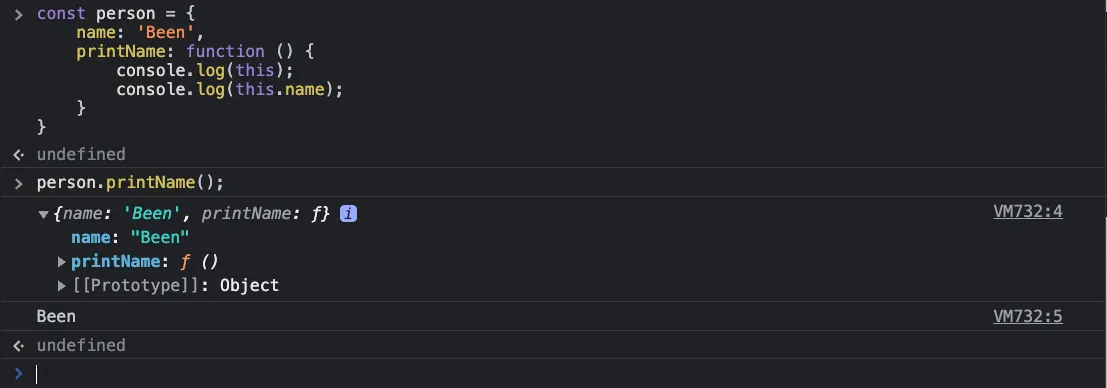 const person = {
    name: 'Been',
    printName: function () {
        console.log(this);
        console.log(this.name);
    }
}
undefined
person.printName();
{name: 'Been', printName: ƒ} i VM732:4
name: "Been"
printName: ƒ ()
[[Prototype]]: Object
Been VM732:5
undefined